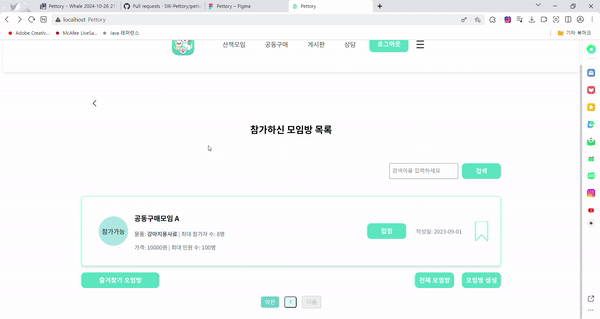 Pettory - Whale 2024-10-28 21
Pull requests · SW-Pettory/pett
Pettory – Figma
Pettory
localhost Pettory
Adobe Creativ...
McAfee LiveSa...
Java 레퍼런스
기타 북마크
산책모임 공동구매 게시판 상담 로그아웃
참가하신 모임방 목록
검색어를 입력하세요 검색
공동구매모임 A
참가가능
물품: 강아지용사료 | 최대 참가자 수: 8명
가격: 10000원 | 최대 인원 수: 100명
작성일: 2023-09-01
즐겨찾기 모임방 전체 모임방 모임방 생성
이전 1 다음